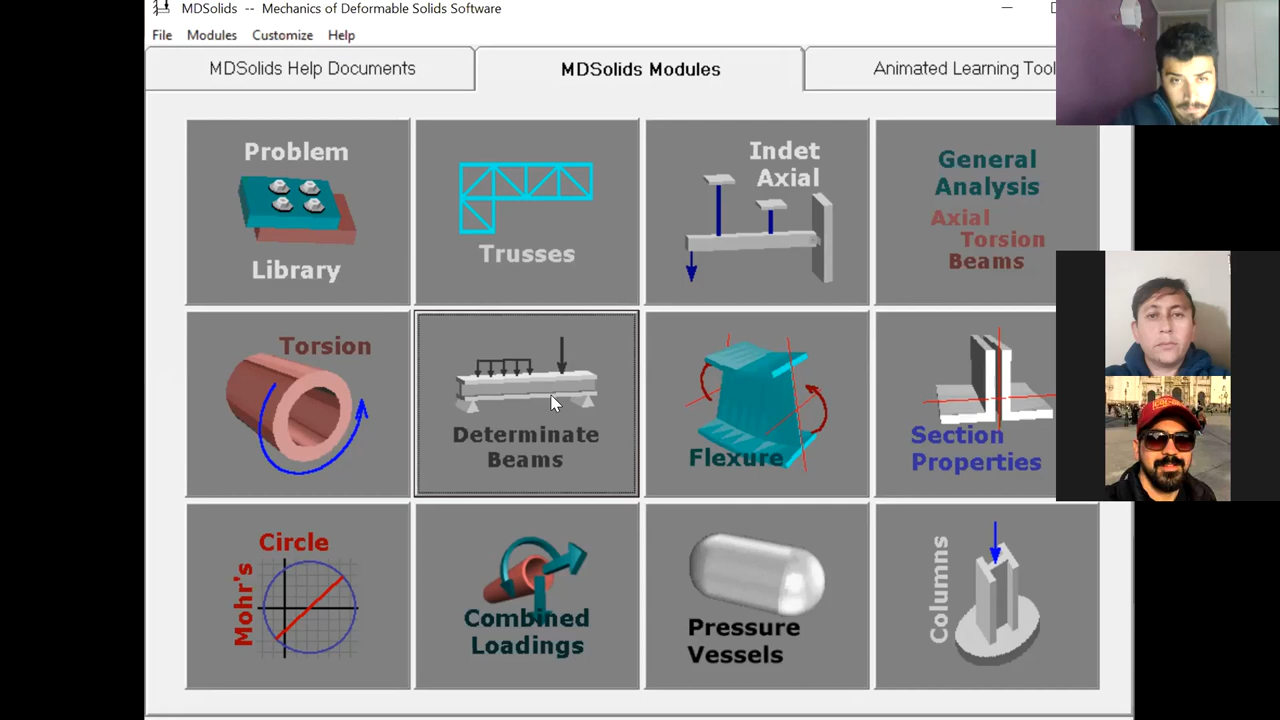 MDSolids -- Mechanics of Deformable Solids Software
File Modules Customize Help
MDSolids Help Documents
MDSolids Modules
Animated Learning Tool
Problem
Library
Trusses
Indet
Axial
General
Analysis
Axial
Torsion
Beams
Torsion
Determinate
Beams
Flexure
Section
Properties
Mohr's
Circle
Combined
Loadings
Pressure
Vessels
Columns